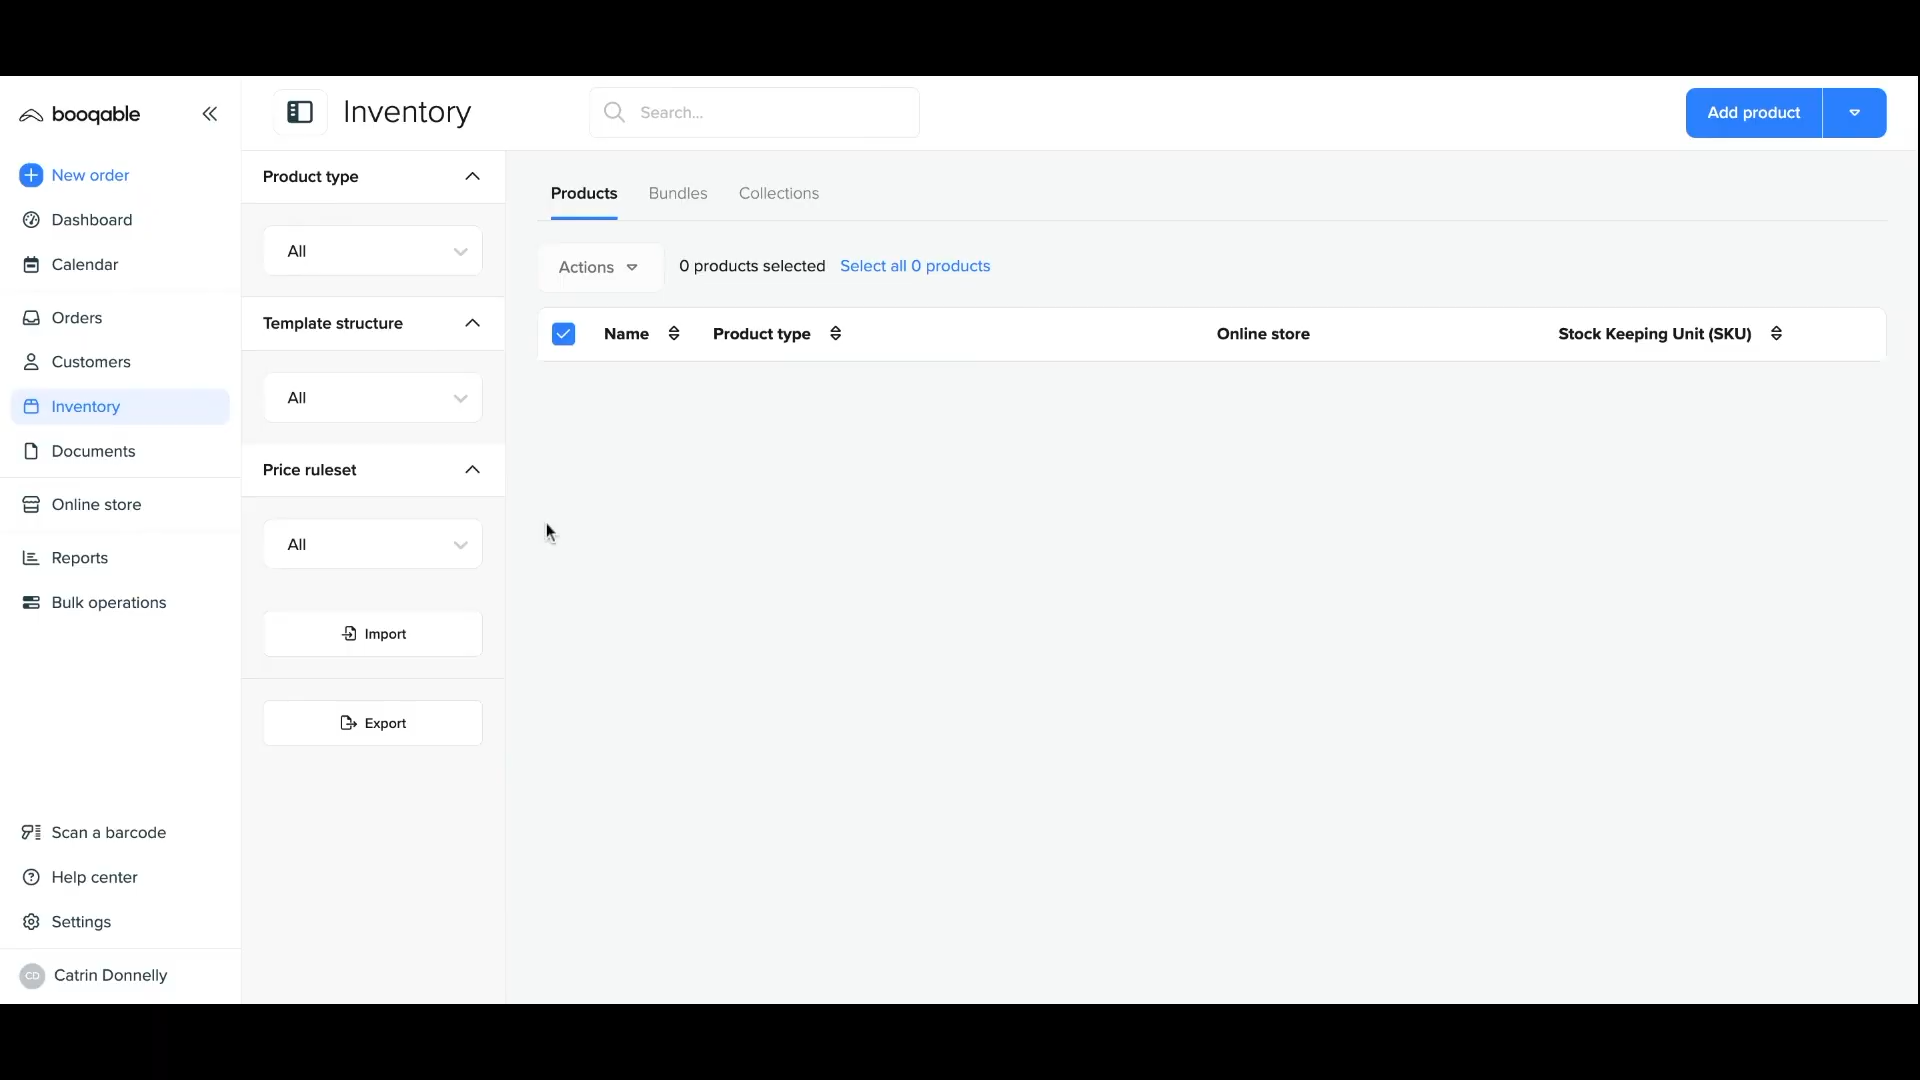 booqable
Inventory
Search...
Add product
New order
Dashboard
Calendar
Orders
Customers
Inventory
Documents
Online store
Reports
Bulk operations
Scan a barcode
Help center
Settings
CD Catrin Donnelly
Product type
All
Template structure
All
Price ruleset
All
Import
Export
Products Bundles Collections
Actions 0 products selected Select all 0 products
Name Product type Online store Stock Keeping Unit (SKU)